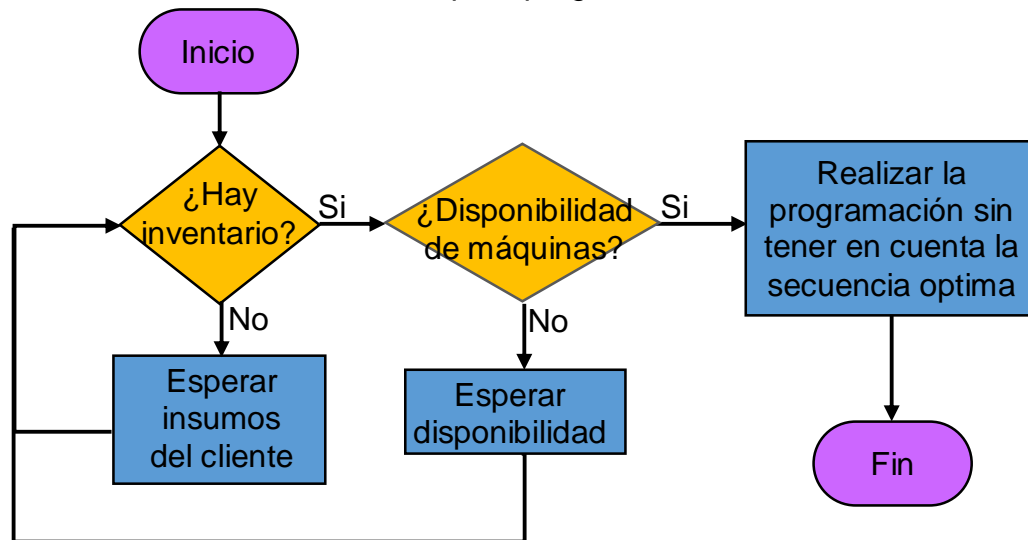 Inicio
¿Hay
inventario?
Si
¿Disponibilidad
de máquinas?
Si
Realizar la
programación sin
tener en cuenta la
secuencia optima
No
Esperar
insumos
del cliente
No
Esperar
disponibilidad
Fin